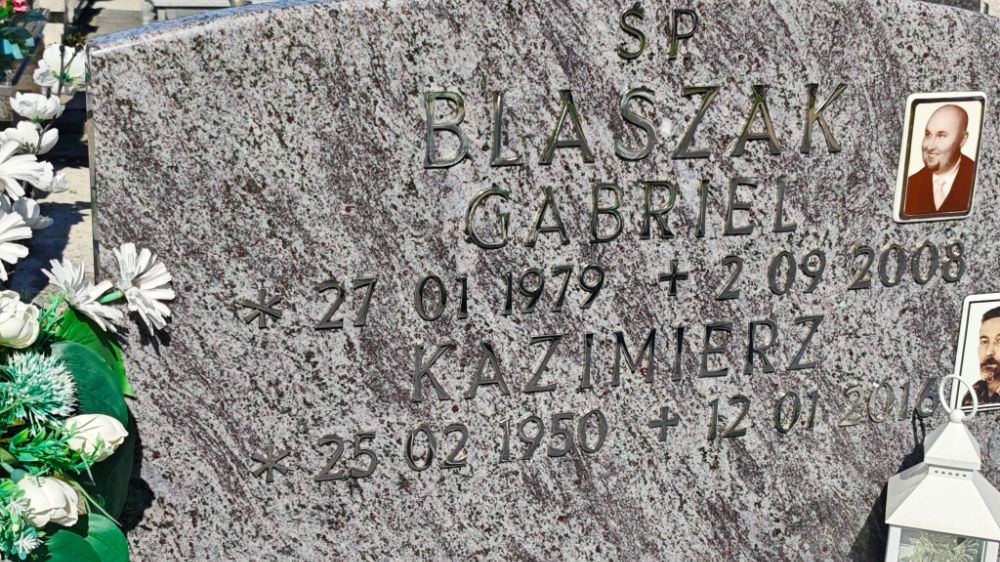 ŚP
BŁASZAK
GABRIEL
* 27 01 1979 + 2 09 2008
KAZIMIERZ
* 25 02 1950 + 12 01 2016